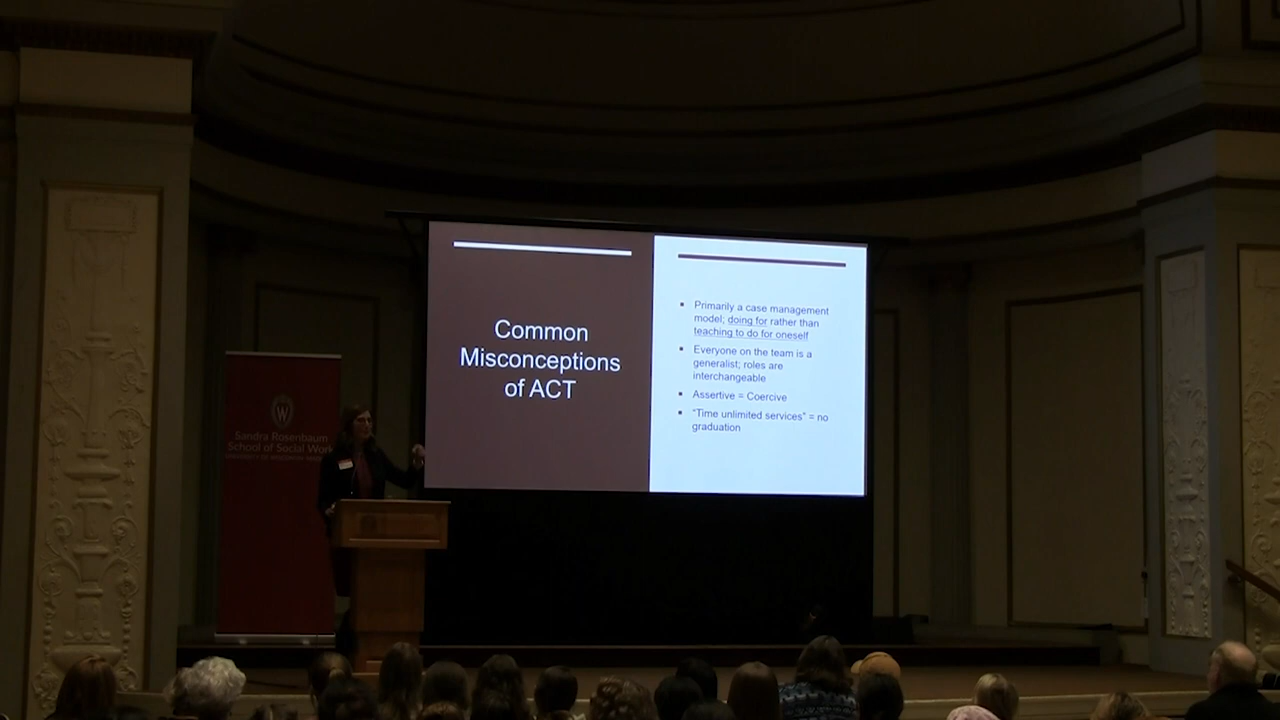 Common
Misconceptions
of ACT
▪ Primarily a case management
model; doing for rather than
teaching to do for oneself
▪ Everyone on the team is a
generalist; roles are
interchangeable
▪ Assertive = Coercive
▪ “Time unlimited services” = no
graduation
W
Sandra Rosenbaum
School of Social Work